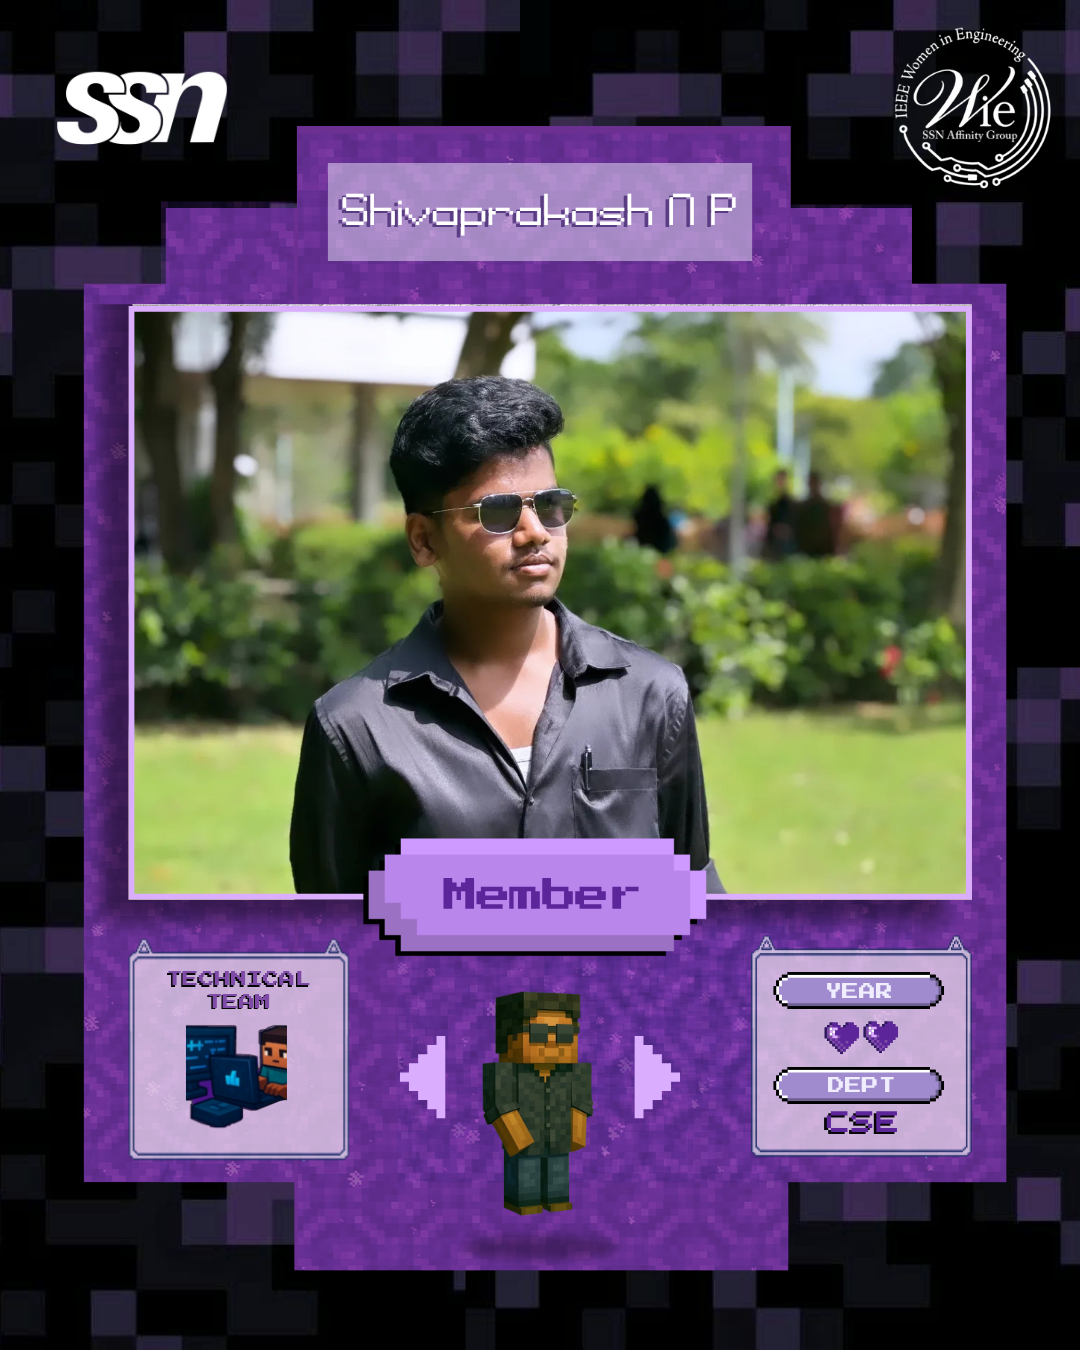 ssn
IEEE Women in Engineering
Wie
SSN Affinity Group
Shivaprakash N P
Member
TECHNICAL
TEAM
YEAR
DEPT
CSE